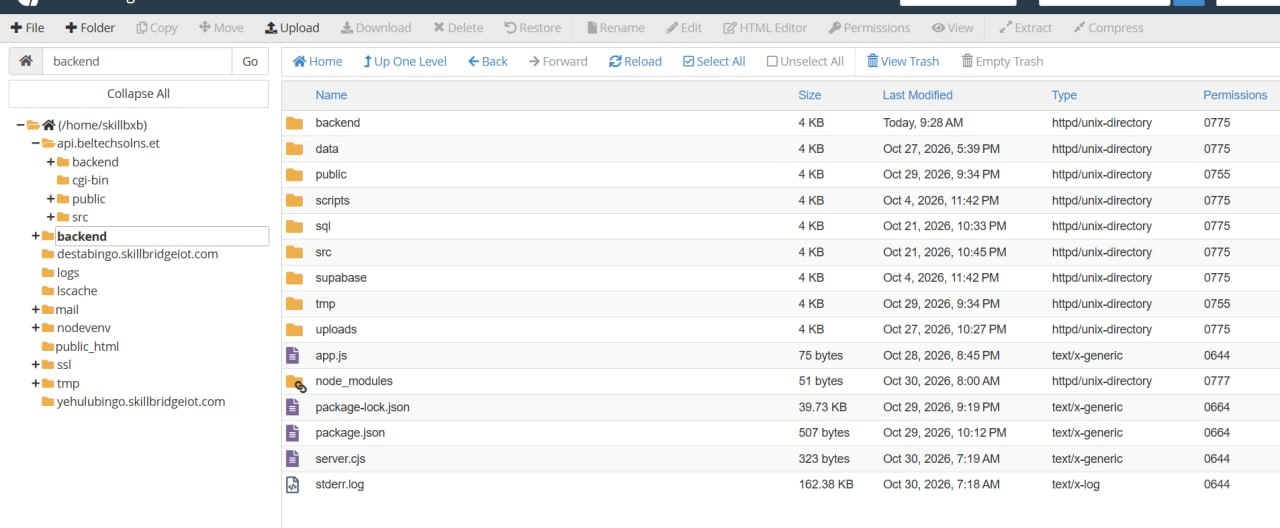 File Folder Copy Move Upload Download Delete Restore Rename Edit HTML Editor Permissions View Extract Compress
backend Go
Home Up One Level Back Forward Reload Select All Unselect All View Trash Empty Trash
Collapse All
(/home/skillbxb)
api.beltechsolns.et
backend
cgi-bin
public
src
backend
destabingo.skillbridgeiot.com
logs
lscache
mail
nodevenv
public_html
ssl
tmp
yehulubingo.skillbridgeiot.com
Name Size Last Modified Type Permissions
backend 4 KB Today, 9:28 AM httpd/unix-directory 0775
data 4 KB Oct 27, 2026, 5:39 PM httpd/unix-directory 0775
public 4 KB Oct 29, 2026, 9:34 PM httpd/unix-directory 0755
scripts 4 KB Oct 4, 2026, 11:42 PM httpd/unix-directory 0775
sql 4 KB Oct 21, 2026, 10:33 PM httpd/unix-directory 0775
src 4 KB Oct 21, 2026, 10:45 PM httpd/unix-directory 0775
supabase 4 KB Oct 4, 2026, 11:42 PM httpd/unix-directory 0775
tmp 4 KB Oct 29, 2026, 9:34 PM httpd/unix-directory 0755
uploads 4 KB Oct 27, 2026, 10:27 PM httpd/unix-directory 0775
app.js 75 bytes Oct 28, 2026, 8:45 PM text/x-generic 0644
node_modules 51 bytes Oct 30, 2026, 8:00 AM httpd/unix-directory 0777
package-lock.json 39.73 KB Oct 29, 2026, 9:19 PM text/x-generic 0664
package.json 507 bytes Oct 29, 2026, 10:12 PM text/x-generic 0664
server.cjs 323 bytes Oct 30, 2026, 7:19 AM text/x-generic 0644
stderr.log 162.38 KB Oct 30, 2026, 7:18 AM text/x-log 0644